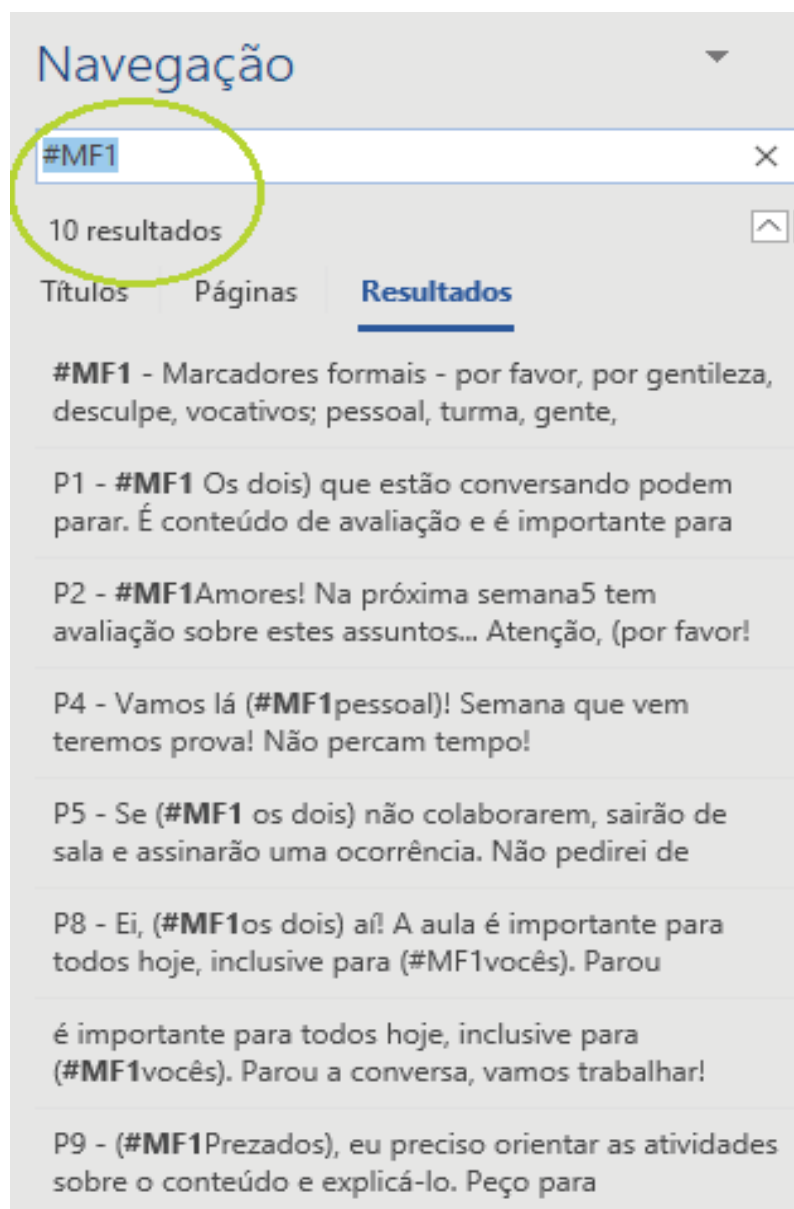 Navegação
#MF1
10 resultados
Títulos Páginas Resultados
#MF1 - Marcadores formais - por favor, por gentileza,
desculpe, vocativos; pessoal, turma, gente,
P1 - #MF1 Os dois) que estão conversando podem
parar. É conteúdo de avaliação e é importante para
P2 - #MF1Amores! Na próxima semana5 tem
avaliação sobre estes assuntos... Atenção, (por favor!
P4 - Vamos lá (#MF1pessoal)! Semana que vem
teremos prova! Não percam tempo!
P5 - Se (#MF1 os dois) não colaborarem, sairão de
sala e assinarão uma ocorrência. Não pedirei de
P8 - Ei, (#MF1os dois) aí! A aula é importante para
todos hoje, inclusive para (#MF1vocês). Parou
é importante para todos hoje, inclusive para
(#MF1vocês). Parou a conversa, vamos trabalhar!
P9 - (#MF1Prezados), eu preciso orientar as atividades
sobre o conteúdo e explicá-lo. Peço para